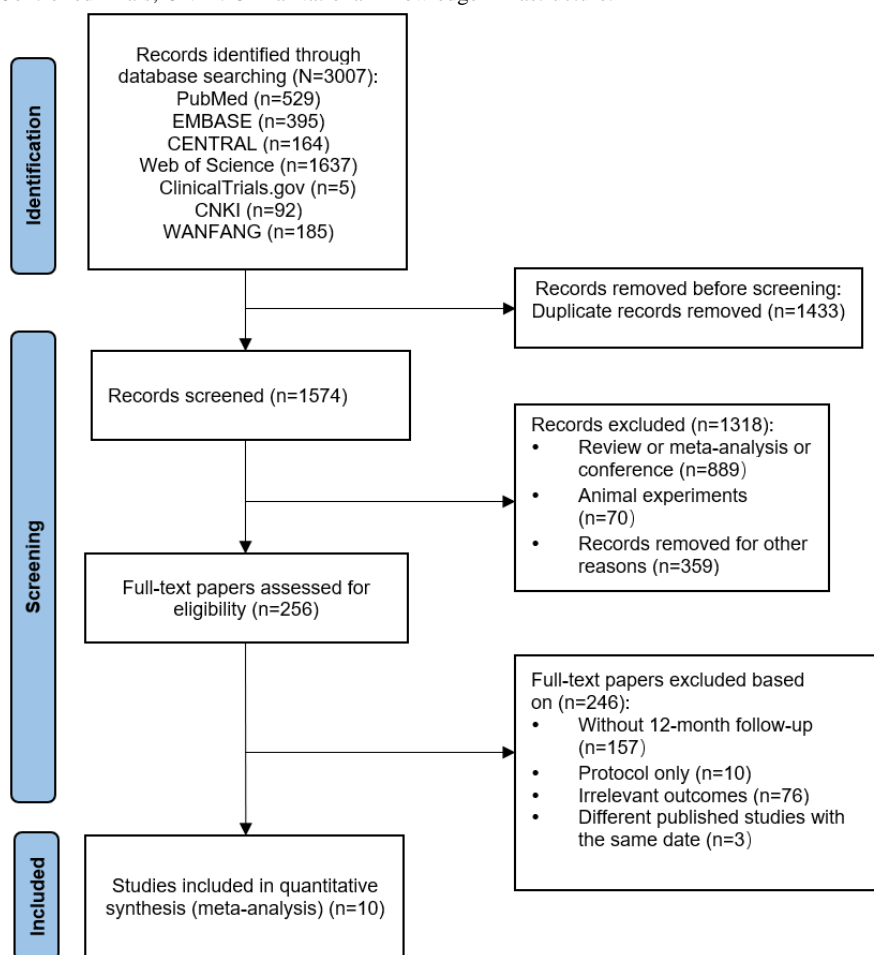 Records identified through
database searching (N=3007):
PubMed (n=529)
EMBASE (n=395)
CENTRAL (n=164)
Web of Science (n=1637)
ClinicalTrials.gov (n=5)
CNKI (n=92)
WANFANG (n=185)
Identification
Records removed before screening:
Duplicate records removed (n=1433)
Records screened (n=1574)
Records excluded (n=1318):
• Review or meta-analysis or
conference (n=889)
• Animal experiments
(n=70)
• Records removed for other
reasons (n=359)
Screening
Full-text papers assessed for
eligibility (n=256)
Full-text papers excluded based
on (n=246):
• Without 12-month follow-up
(n=157)
• Protocol only (n=10)
• Irrelevant outcomes (n=76)
• Different published studies with
the same date (n=3)
Included
Studies included in quantitative
synthesis (meta-analysis) (n=10)